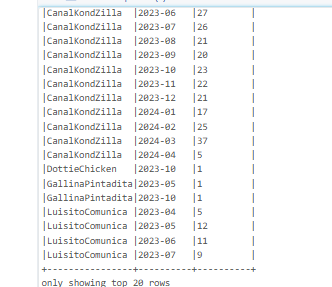 |CanalKondZilla |2023-06 |27 |
|CanalKondZilla |2023-07 |26 |
|CanalKondZilla |2023-08 |21 |
|CanalKondZilla |2023-09 |20 |
|CanalKondZilla |2023-10 |23 |
|CanalKondZilla |2023-11 |22 |
|CanalKondZilla |2023-12 |21 |
|CanalKondZilla |2024-01 |17 |
|CanalKondZilla |2024-02 |25 |
|CanalKondZilla |2024-03 |37 |
|CanalKondZilla |2024-04 |5 |
|DottieChicken |2023-10 |1 |
|GallinaPintadita|2023-05 |1 |
|GallinaPintadita|2023-10 |1 |
|LuisitoComunica |2023-04 |5 |
|LuisitoComunica |2023-05 |12 |
|LuisitoComunica |2023-06 |11 |
|LuisitoComunica |2023-07 |9 |
+----------------+----------+----------+
only showing top 20 rows